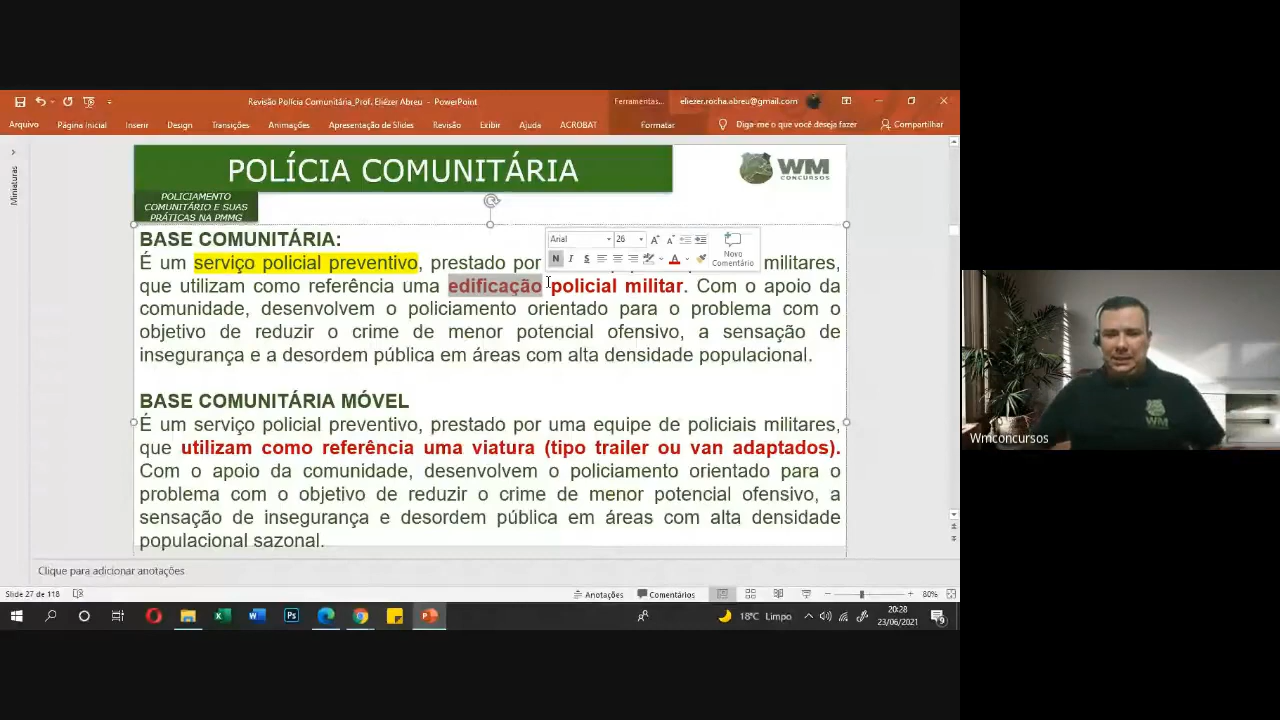 Revisão Polícia Comunitária_Prof. Eliézer Abreu - PowerPoint
Ferramentas...
eliezer.rocha.abreu@gmail.com
Arquivo Página Inicial Inserir Design Transições Animações Apresentação de Slides Revisão Exibir Ajuda ACROBAT Formatar Diga-me o que você deseja fazer Compartilhar
Miniaturas
POLÍCIA COMUNITÁRIA
WM
CONCURSOS
POLICIAMENTO
COMUNITÁRIO E SUAS
PRÁTICAS NA PMMG
Arial 26
N I S
Novo
Comentário
BASE COMUNITÁRIA:
É um serviço policial preventivo, prestado por militares,
que utilizam como referência uma edificação policial militar. Com o apoio da
comunidade, desenvolvem o policiamento orientado para o problema com o
objetivo de reduzir o crime de menor potencial ofensivo, a sensação de
insegurança e a desordem pública em áreas com alta densidade populacional.
BASE COMUNITÁRIA MÓVEL
É um serviço policial preventivo, prestado por uma equipe de policiais militares,
que utilizam como referência uma viatura (tipo trailer ou van adaptados).
Com o apoio da comunidade, desenvolvem o policiamento orientado para o
problema com o objetivo de reduzir o crime de menor potencial ofensivo, a
sensação de insegurança e desordem pública em áreas com alta densidade
populacional sazonal.
Wmconcursos
WM
Clique para adicionar anotações
Slide 27 de 118
Anotações Comentários 80%
18°C Limpo
20:28
23/06/2021
9